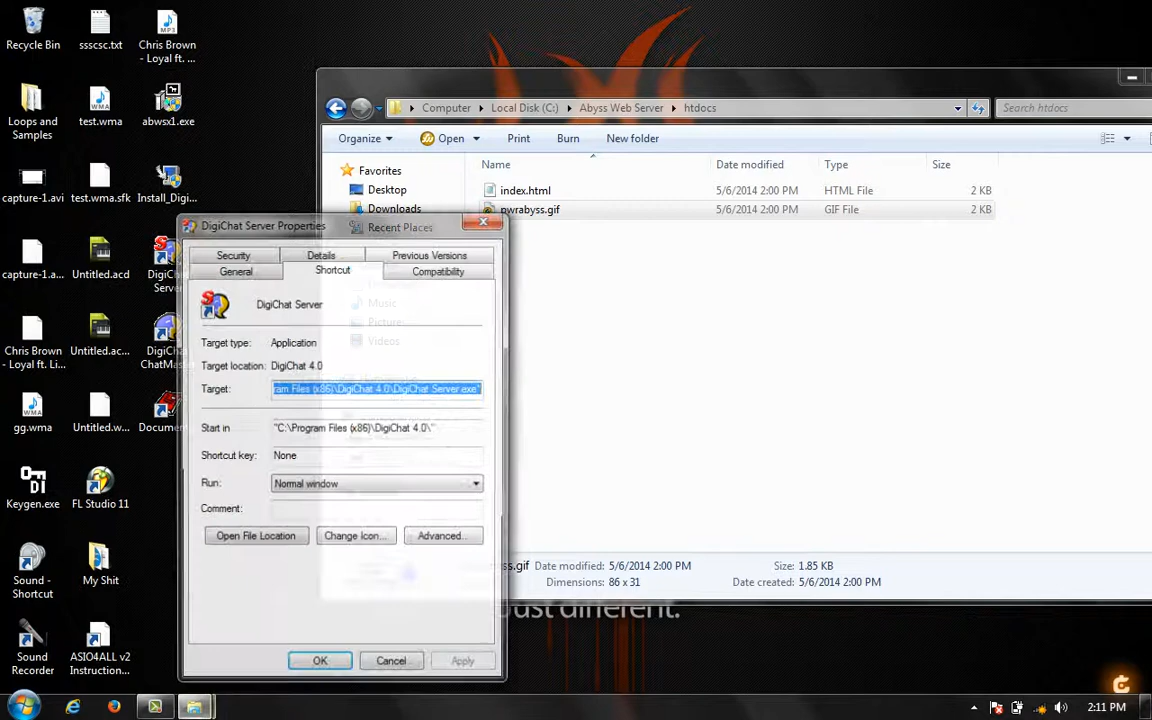 Recycle Bin
ssscsc.txt
Chris Brown
- Loyal ft. ...
Loops and
Samples
test.wma
abwsx1.exe
capture-1.avi
test.wma.sfk
Install_Digi...
capture-1.a...
Untitled.acd
DigiC
Serve
Chris Brown
- Loyal ft. Li...
Untitled.ac...
DigiC
ChatMas
gg.wma
Untitled.w...
Documen
Keygen.exe
FL Studio 11
Sound -
Shortcut
My Shit
Sound
Recorder
ASIO4ALL v2
Instruction...
Computer
Local Disk (C:)
Abyss Web Server
htdocs
Search htdocs
Organize
Open
Print
Burn
New folder
Favorites
Desktop
Downloads
Recent Places
Music
Picture
Videos
Name
Date modified
Type
Size
index.html
5/6/2014 2:00 PM
HTML File
2 KB
pwrabyss.gif
5/6/2014 2:00 PM
GIF File
2 KB
ss.gif
Date modified: 5/6/2014 2:00 PM
Size: 1.85 KB
Dimensions: 86 x 31
Date created: 5/6/2014 2:00 PM
DigiChat Server Properties
Security
Details
Previous Versions
General
Shortcut
Compatibility
DigiChat Server
Target type:
Application
Target location:
DigiChat 4.0
Target:
ram Files (x86)\DigiChat 4.0\DigiChat Server.exe"
Start in
"C:\Program Files (x86)\DigiChat 4.0\"
Shortcut key:
None
Run:
Normal window
Comment:
Open File Location
Change Icon...
Advanced...
OK
Cancel
Apply
just different.
2:11 PM